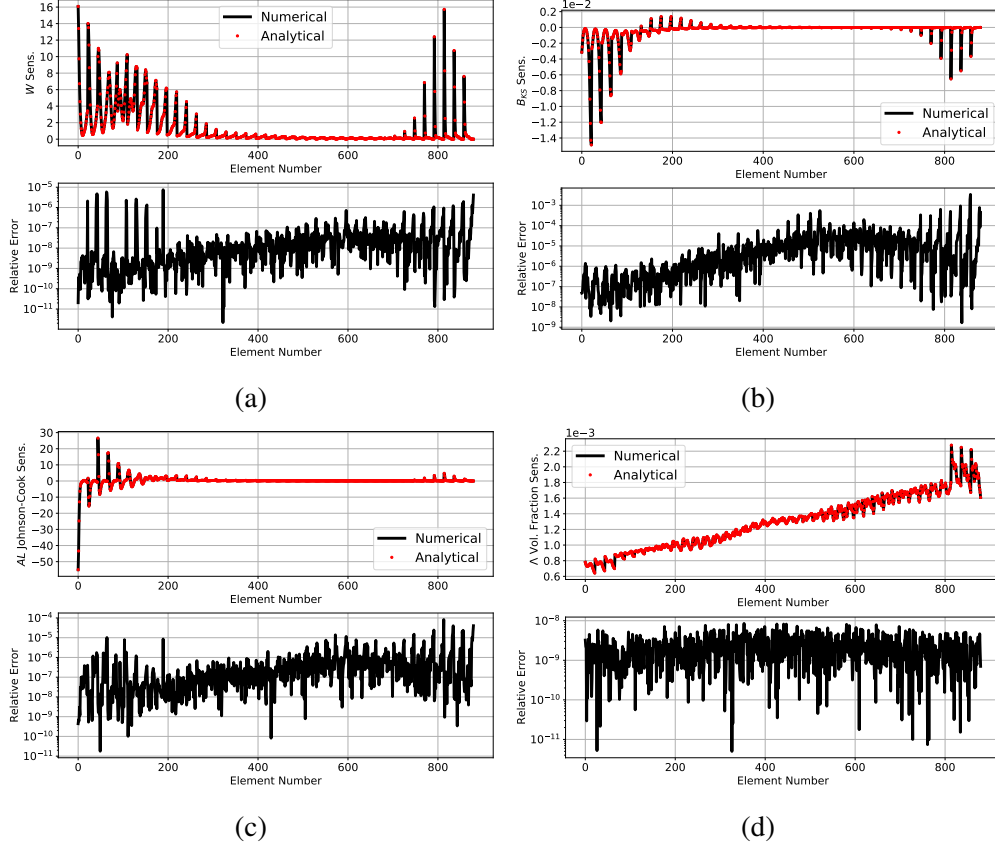 16
14
12
10
8
6
4
2
0
W Sens.
Numerical
Analytical
0 200 400 600 800
Element Number
10⁻⁵
10⁻⁶
10⁻⁷
10⁻⁸
10⁻⁹
10⁻¹⁰
10⁻¹¹
Relative Error
0 200 400 600 800
Element Number
(a)
1e−2
0.2
0.0
−0.2
−0.4
−0.6
−0.8
−1.0
−1.2
−1.4
B_KS Sens.
Numerical
Analytical
0 200 400 600 800
Element Number
10⁻³
10⁻⁴
10⁻⁵
10⁻⁶
10⁻⁷
10⁻⁸
10⁻⁹
Relative Error
0 200 400 600 800
Element Number
(b)
30
20
10
0
−10
−20
−30
−40
−50
AL Johnson-Cook Sens.
Numerical
Analytical
0 200 400 600 800
Element Number
10⁻⁴
10⁻⁵
10⁻⁶
10⁻⁷
10⁻⁸
10⁻⁹
10⁻¹⁰
10⁻¹¹
Relative Error
0 200 400 600 800
Element Number
(c)
1e−3
2.2
2.0
1.8
1.6
1.4
1.2
1.0
0.8
0.6
Λ Vol. Fraction Sens.
Numerical
Analytical
0 200 400 600 800
Element Number
10⁻⁸
10⁻⁹
10⁻¹⁰
10⁻¹¹
Relative Error
0 200 400 600 800
Element Number
(d)